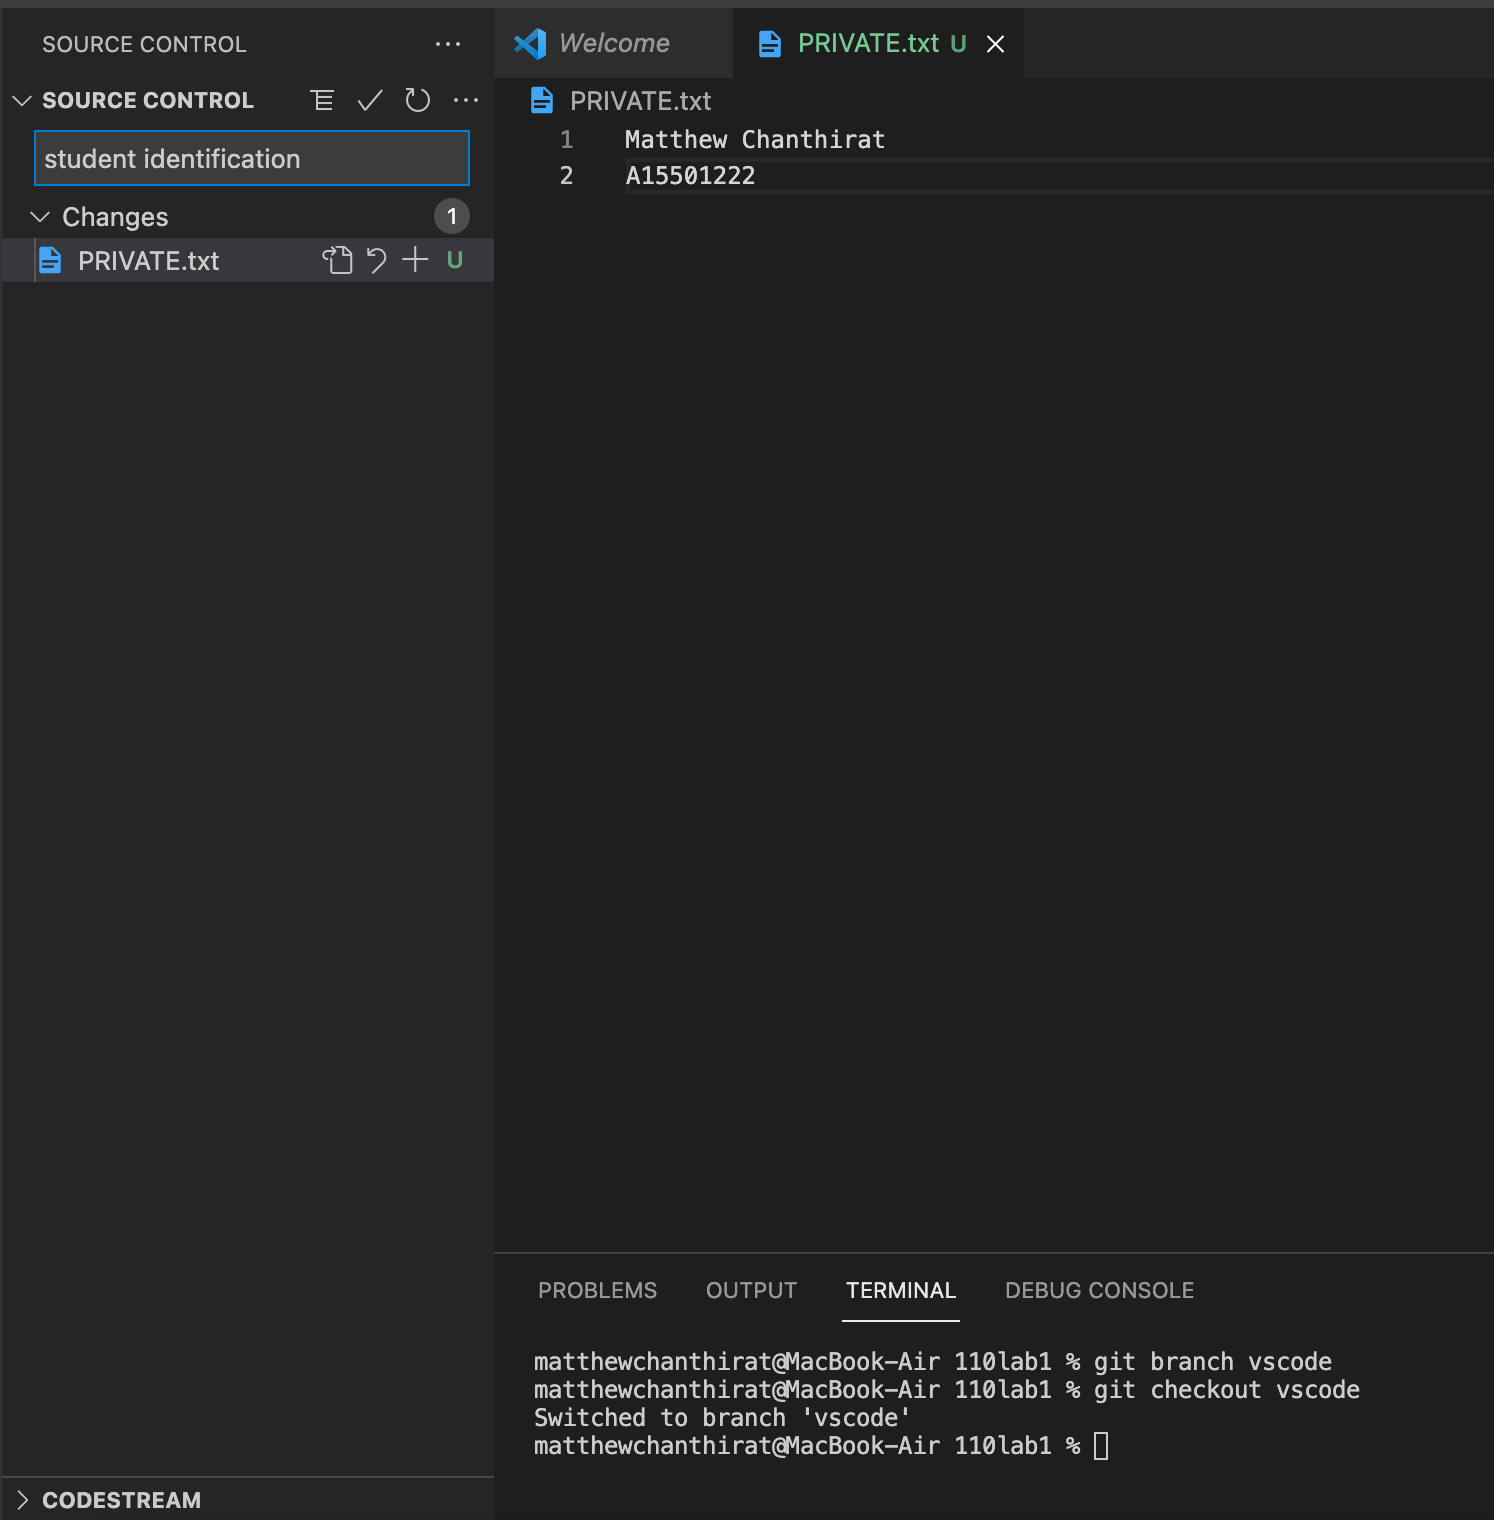 SOURCE CONTROL
SOURCE CONTROL
student identification
Changes 1
PRIVATE.txt U
CODESTREAM
Welcome PRIVATE.txt U
PRIVATE.txt
1 Matthew Chanthirat
2 A15501222
PROBLEMS OUTPUT TERMINAL DEBUG CONSOLE
matthewchanthirat@MacBook-Air 110lab1 % git branch vscode
matthewchanthirat@MacBook-Air 110lab1 % git checkout vscode
Switched to branch 'vscode'
matthewchanthirat@MacBook-Air 110lab1 %